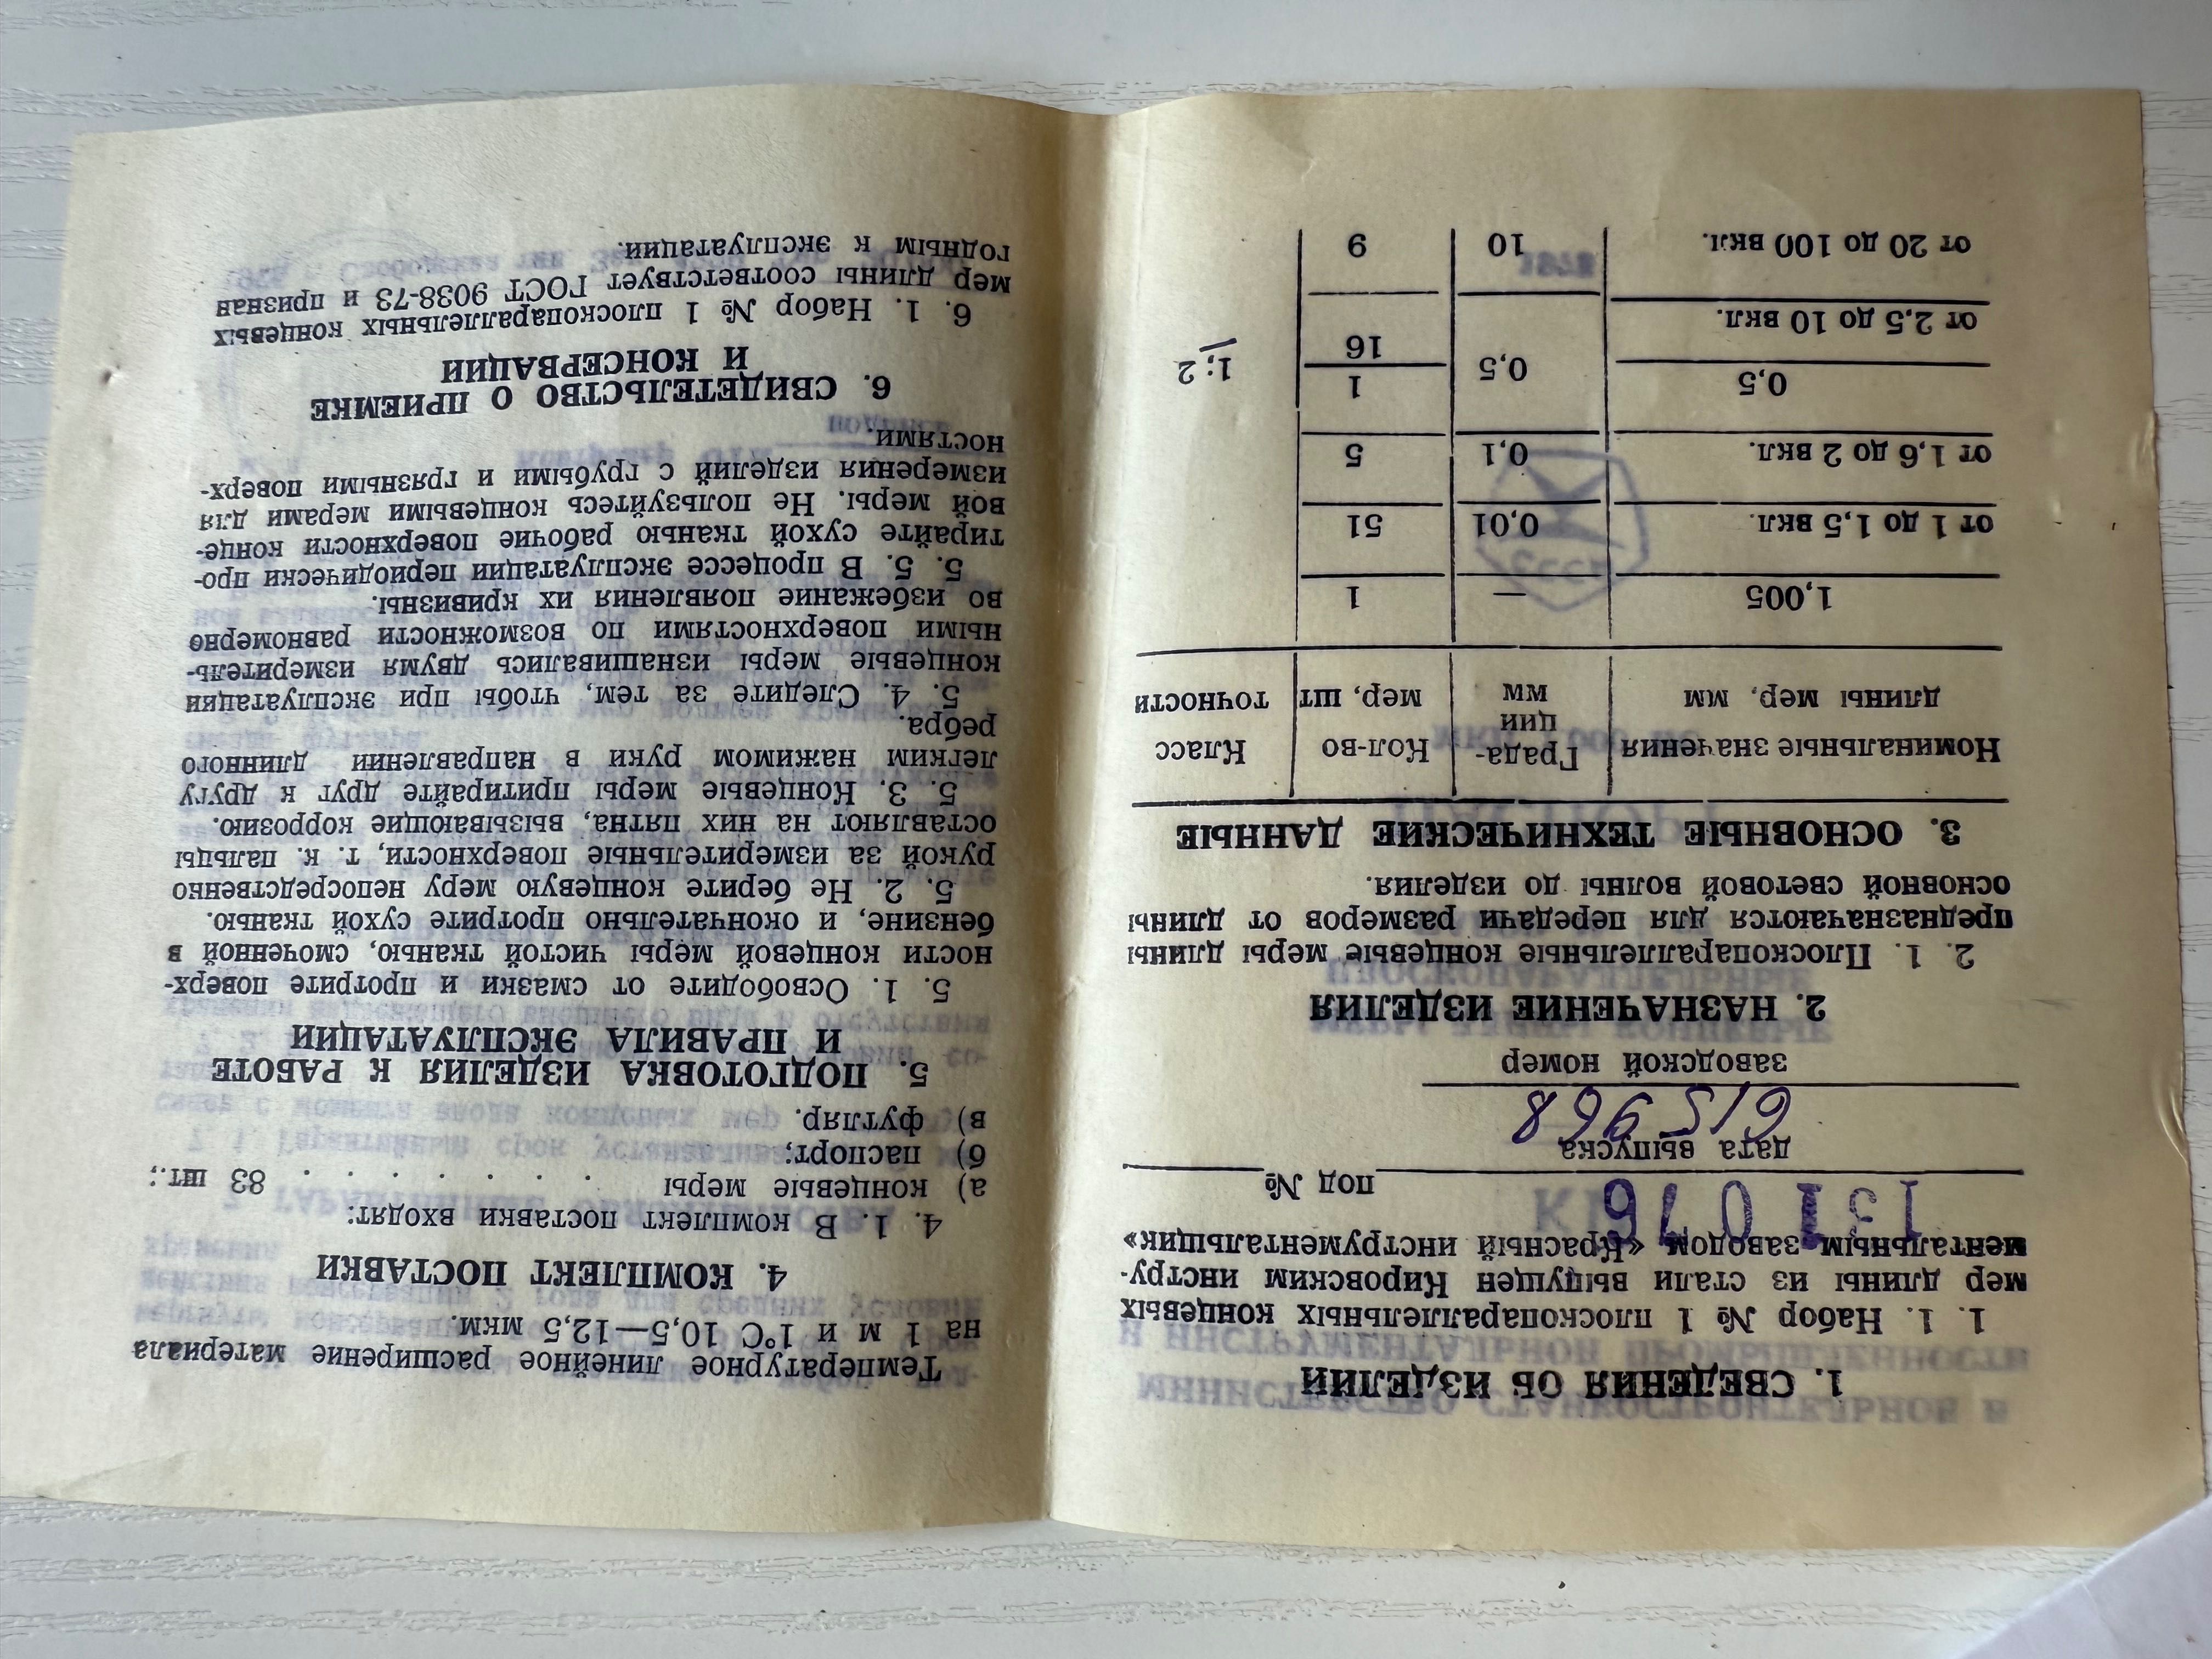 1. СВЕДЕНИЯ ОБ ИЗДЕЛИИ
1. 1. Набор № 1 плоскопараллельных концевых
мер длины из стали выпущен Кировским инстру-
ментальным заводом «Красный инструментальщик»
131076 под №
дата выпуска
615968
заводской номер
2. НАЗНАЧЕНИЕ ИЗДЕЛИЯ
2. 1. Плоскопараллельные концевые меры длины
предназначаются для передачи размеров от длины
основной световой волны до изделия.
3. ОСНОВНЫЕ ТЕХНИЧЕСКИЕ ДАННЫЕ
Номинальные значения длины мер, мм Града-ции мм Кол-во мер, шт Класс точности
1,005 — 1
от 1 до 1,5 вкл. 0,01 51
от 1,6 до 2 вкл. 0,1 5
0,5 0,5 1 1; 2
от 2,5 до 10 вкл. 16
от 20 до 100 вкл. 10 9
Температурное линейное расширение материала
на 1 м и 1°С 10,5—12,5 мкм.
4. КОМПЛЕКТ ПОСТАВКИ
4. 1. В комплект поставки входят:
а) концевые меры . . . . . . . 83 шт.;
б) паспорт;
в) футляр.
5. ПОДГОТОВКА ИЗДЕЛИЯ К РАБОТЕ
И ПРАВИЛА ЭКСПЛУАТАЦИИ
5. 1. Освободите от смазки и протрите поверх-
ности концевой меры чистой тканью, смоченной в
бензине, и окончательно протрите сухой тканью.
5. 2. Не берите концевую меру непосредственно
рукой за измерительные поверхности, т. к. пальцы
оставляют на них пятна, вызывающие коррозию.
5. 3. Концевые меры притирайте друг к другу
легким нажимом руки в направлении длинного
ребра.
5. 4. Следите за тем, чтобы при эксплуатации
концевые меры изнашивались двумя измеритель-
ными поверхностями по возможности равномерно
во избежание появления их кривизны.
5. 5. В процессе эксплуатации периодически про-
тирайте сухой тканью рабочие поверхности конце-
вой меры. Не пользуйтесь концевыми мерами для
измерения изделий с грубыми и грязными поверх-
ностями.
6. СВИДЕТЕЛЬСТВО О ПРИЕМКЕ
И КОНСЕРВАЦИИ
6. 1. Набор № 1 плоскопараллельных концевых
мер длины соответствует ГОСТ 9038-73 и признан
годным к эксплуатации.